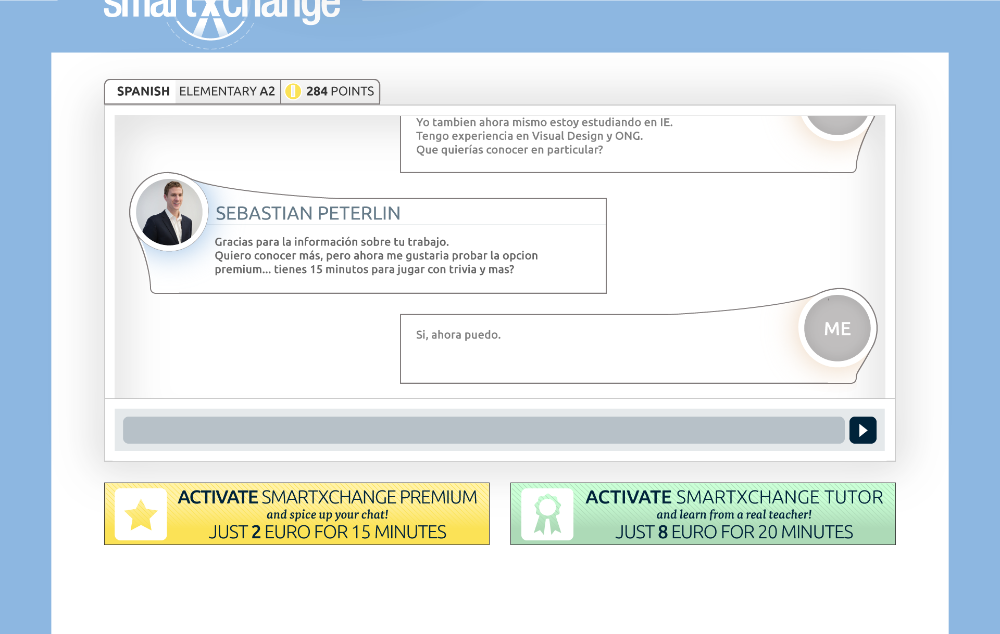 smartxchange
SPANISH ELEMENTARY A2 284 POINTS
Yo tambien ahora mismo estoy estudiando en IE.
Tengo experiencia en Visual Design y ONG.
Que quierías conocer en particular?
SEBASTIAN PETERLIN
Gracias para la información sobre tu trabajo.
Quiero conocer más, pero ahora me gustaria probar la opcion
premium... tienes 15 minutos para jugar con trivia y mas?
ME
Si, ahora puedo.
ACTIVATE SMARTXCHANGE PREMIUM
and spice up your chat!
JUST 2 EURO FOR 15 MINUTES
ACTIVATE SMARTXCHANGE TUTOR
and learn from a real teacher!
JUST 8 EURO FOR 20 MINUTES